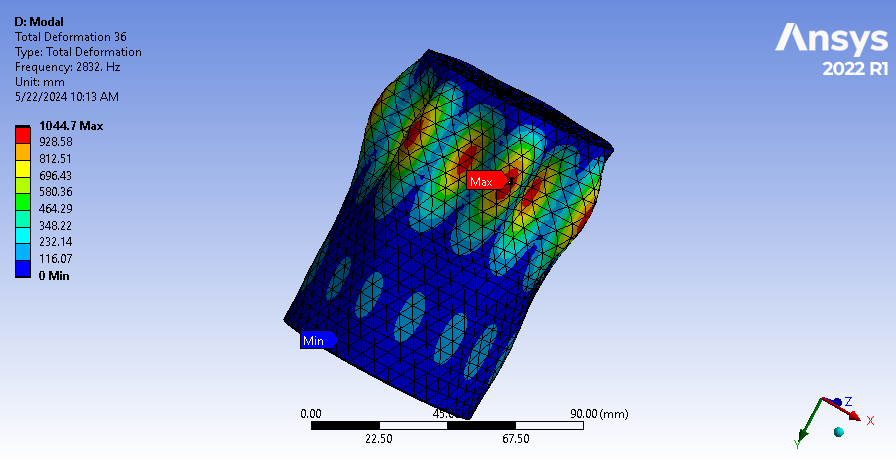 D: Modal
Total Deformation 36
Type: Total Deformation
Frequency: 2832. Hz
Unit: mm
5/22/2024 10:13 AM
Ansys
2022 R1
1044.7 Max
928.58
812.51
696.43
580.36
464.29
348.22
232.14
116.07
0 Min
Max
Min
0.00 45.00 90.00 (mm)
22.50 67.50
Z
X
Y